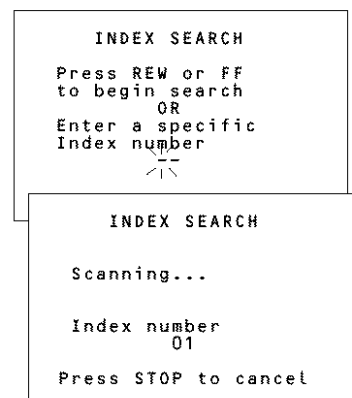 INDEX SEARCH
Press REW or FF
to begin search
OR
Enter a specific
Index number
--
INDEX SEARCH
Scanning...
Index number
01
Press STOP to cancel